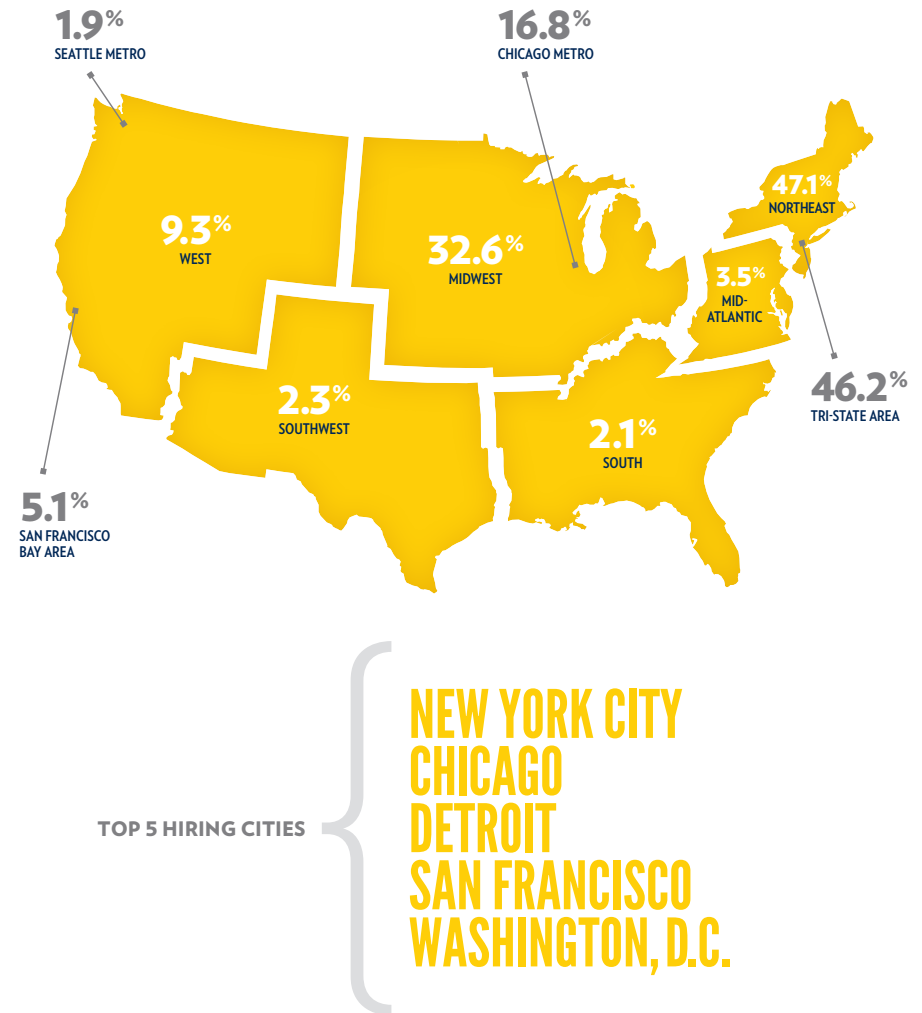 1.9%
SEATTLE METRO
16.8%
CHICAGO METRO
47.1%
NORTHEAST
9.3%
WEST
32.6%
MIDWEST
3.5%
MID-
ATLANTIC
46.2%
TRI-STATE AREA
2.3%
SOUTHWEST
2.1%
SOUTH
5.1%
SAN FRANCISCO
BAY AREA
TOP 5 HIRING CITIES
NEW YORK CITY
CHICAGO
DETROIT
SAN FRANCISCO
WASHINGTON, D.C.